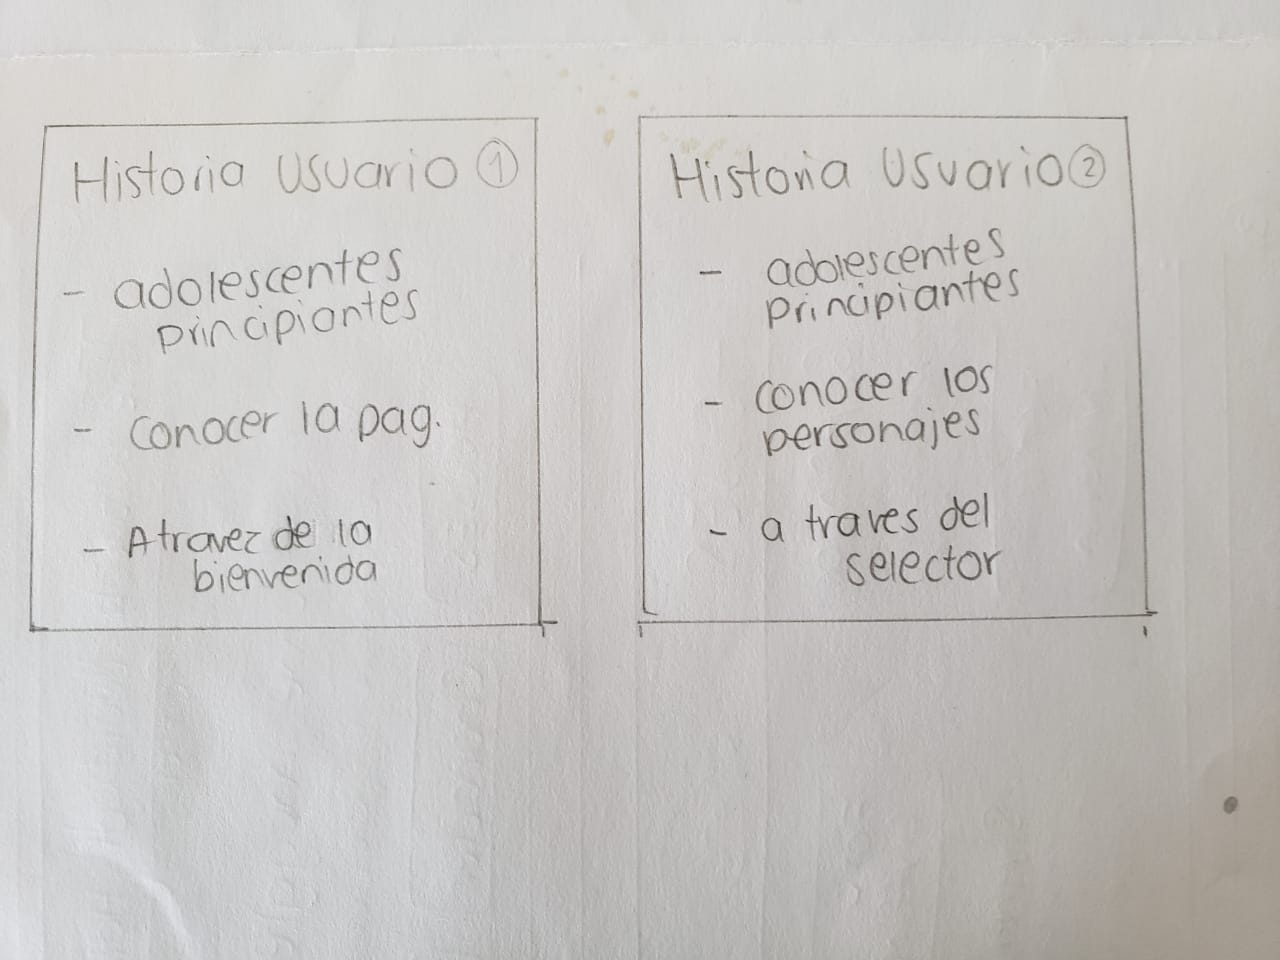 Historia Usuario ①
- adolescentes
principiantes
- conocer la pag.
- Atravez de la
bienvenida
Historia Usuario ②
- adolescentes
principiantes
- conocer los
personajes
- a traves del
selector